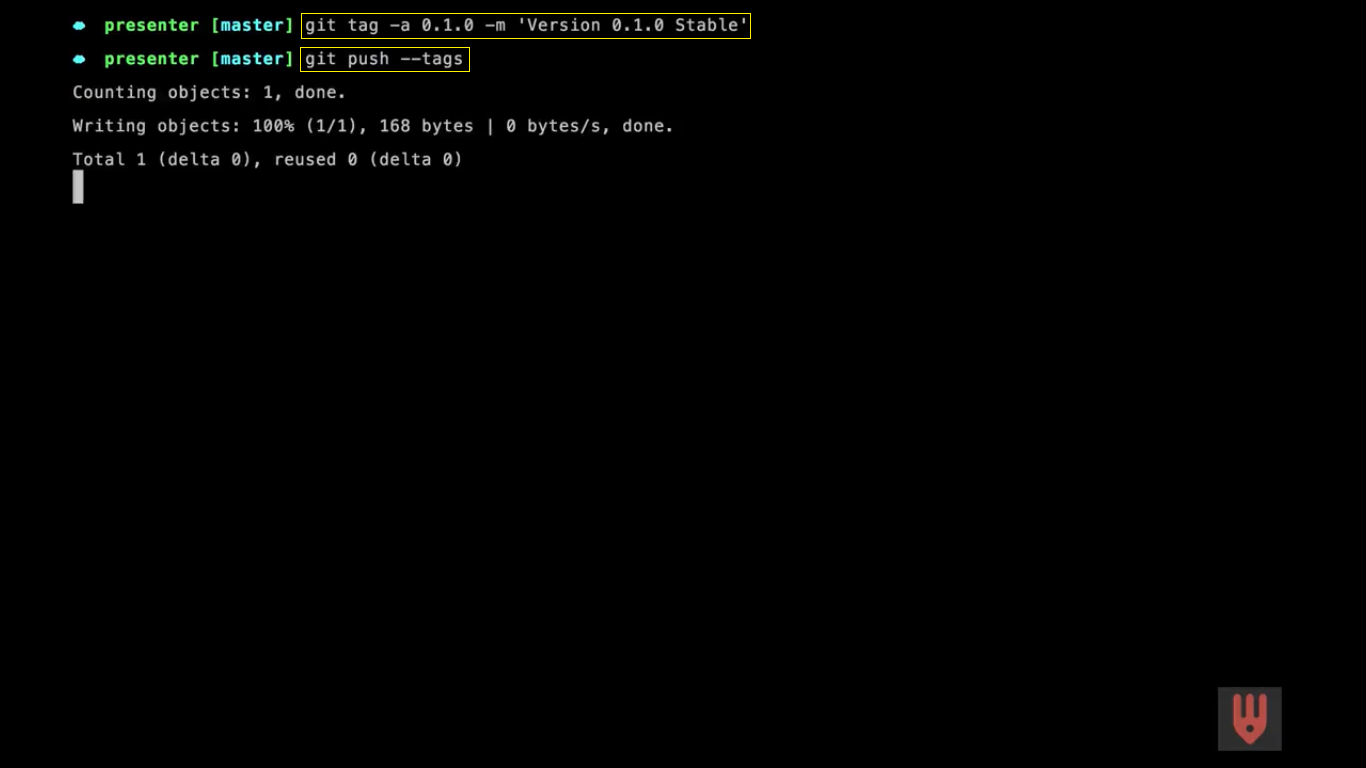 presenter [master] git tag -a 0.1.0 -m 'Version 0.1.0 Stable'
presenter [master] git push --tags
Counting objects: 1, done.
Writing objects: 100% (1/1), 168 bytes | 0 bytes/s, done.
Total 1 (delta 0), reused 0 (delta 0)